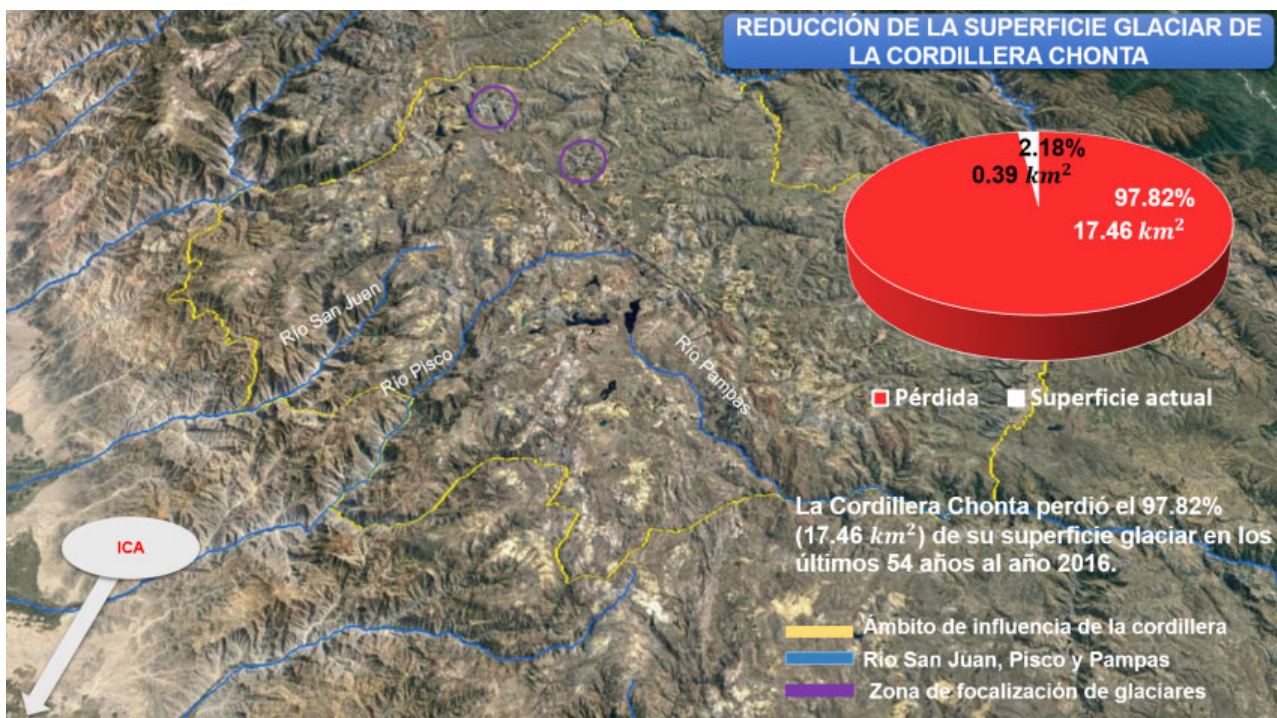 REDUCCIÓN DE LA SUPERFICIE GLACIAR DE
LA CORDILLERA CHONTA
2.18%
0.39 km²
97.82%
17.46 km²
Río San Juan
Río Pisco
Río Pampas
Pérdida
Superficie actual
La Cordillera Chonta perdió el 97.82%
(17.46 km²) de su superficie glaciar en los
últimos 54 años al año 2016.
ICA
Ámbito de influencia de la cordillera
Río San Juan, Pisco y Pampas
Zona de focalización de glaciares